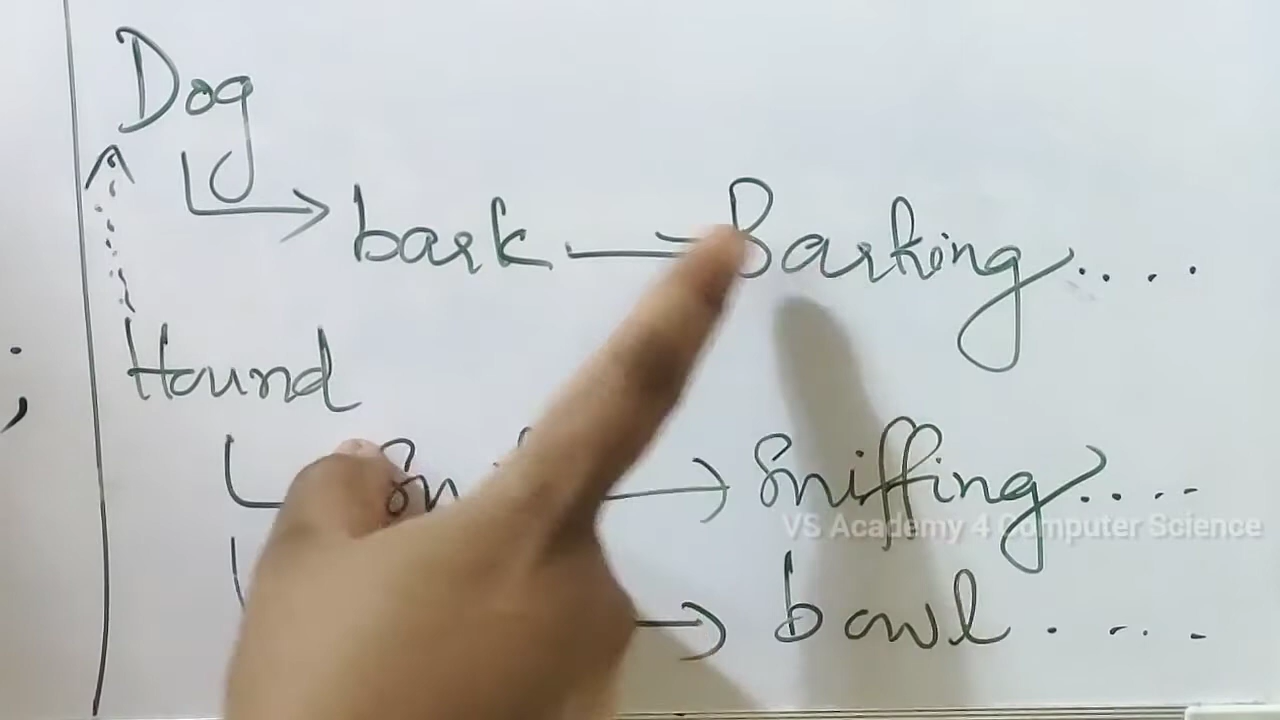 Dog
bark → Barking....
;
Hound
→ Sniffing....
VS Academy 4 Computer Science
→ bowl....